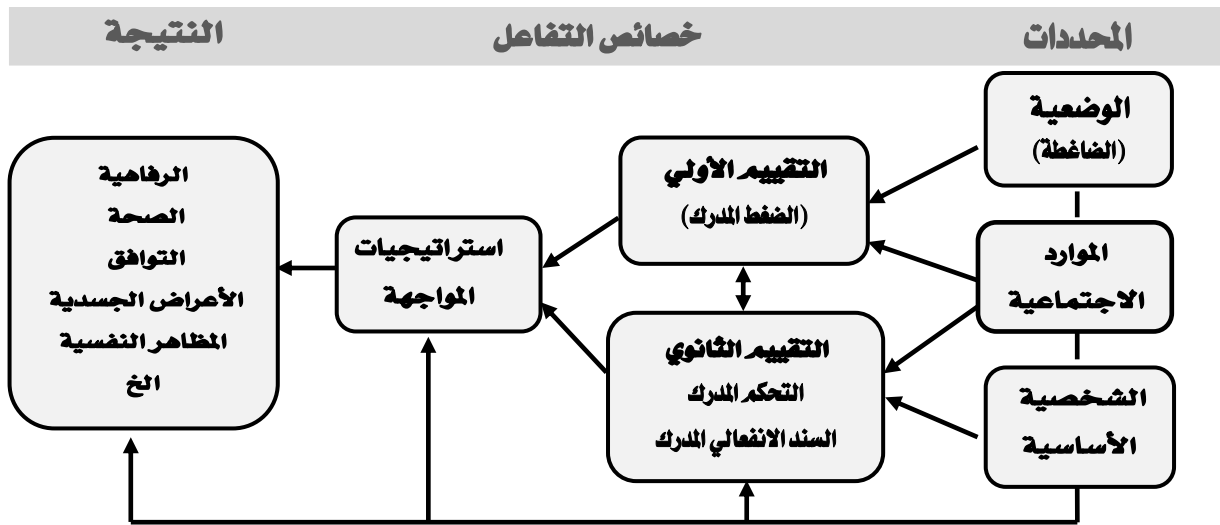 المحددات
خصائص التفاعل
النتيجة
الوضعية
(الضاغطة)
الموارد
الاجتماعية
الشخصية
الأساسية
التقييم الأولي
(الضغط المدرك)
التقييم الثانوي
التحكم المدرك
السند الانفعالي المدرك
استراتيجيات
المواجهة
الرفاهية
الصحة
التوافق
الأعراض الجسدية
المظاهر النفسية
الخ